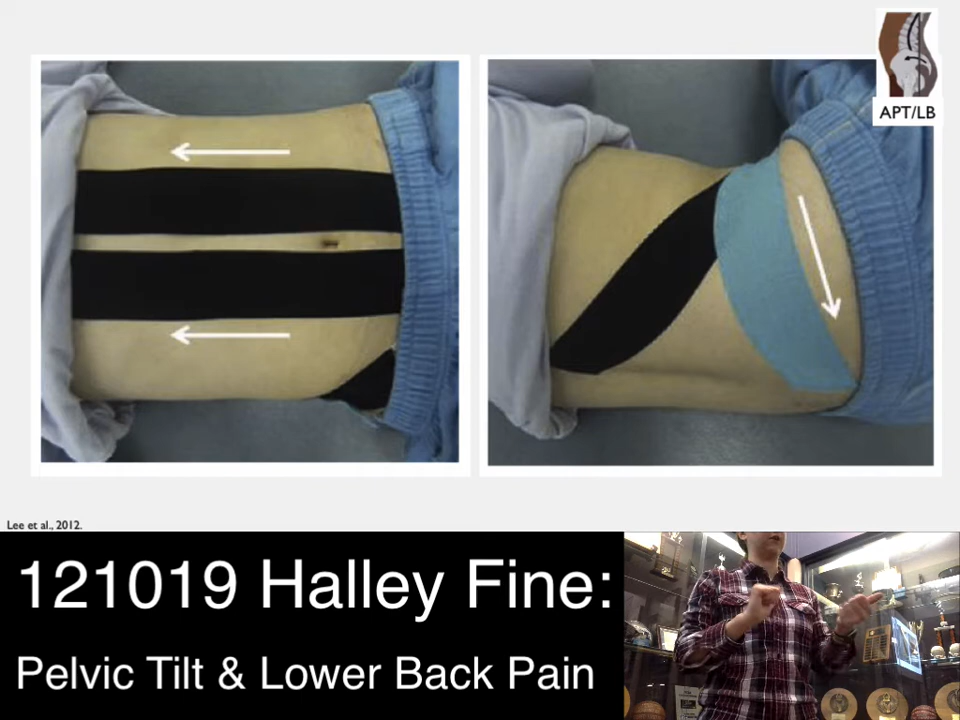 APT/LB
Lee et al., 2012.
121019 Halley Fine:
Pelvic Tilt & Lower Back Pain